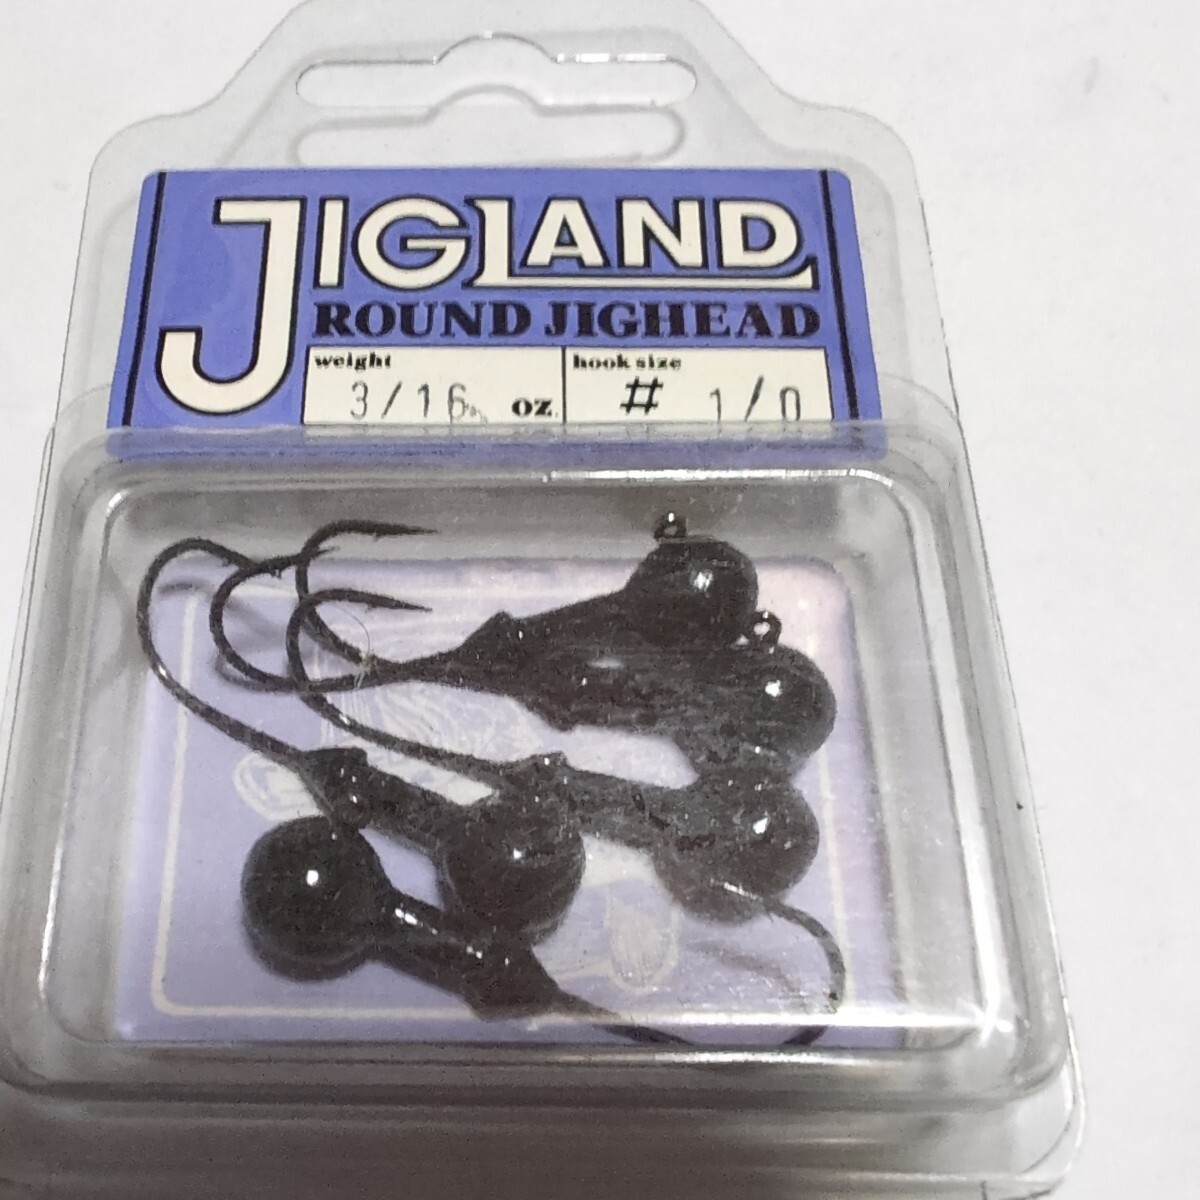 JIGLAND
ROUND JIGHEAD
weight 3/16 oz. hook size # 1/0